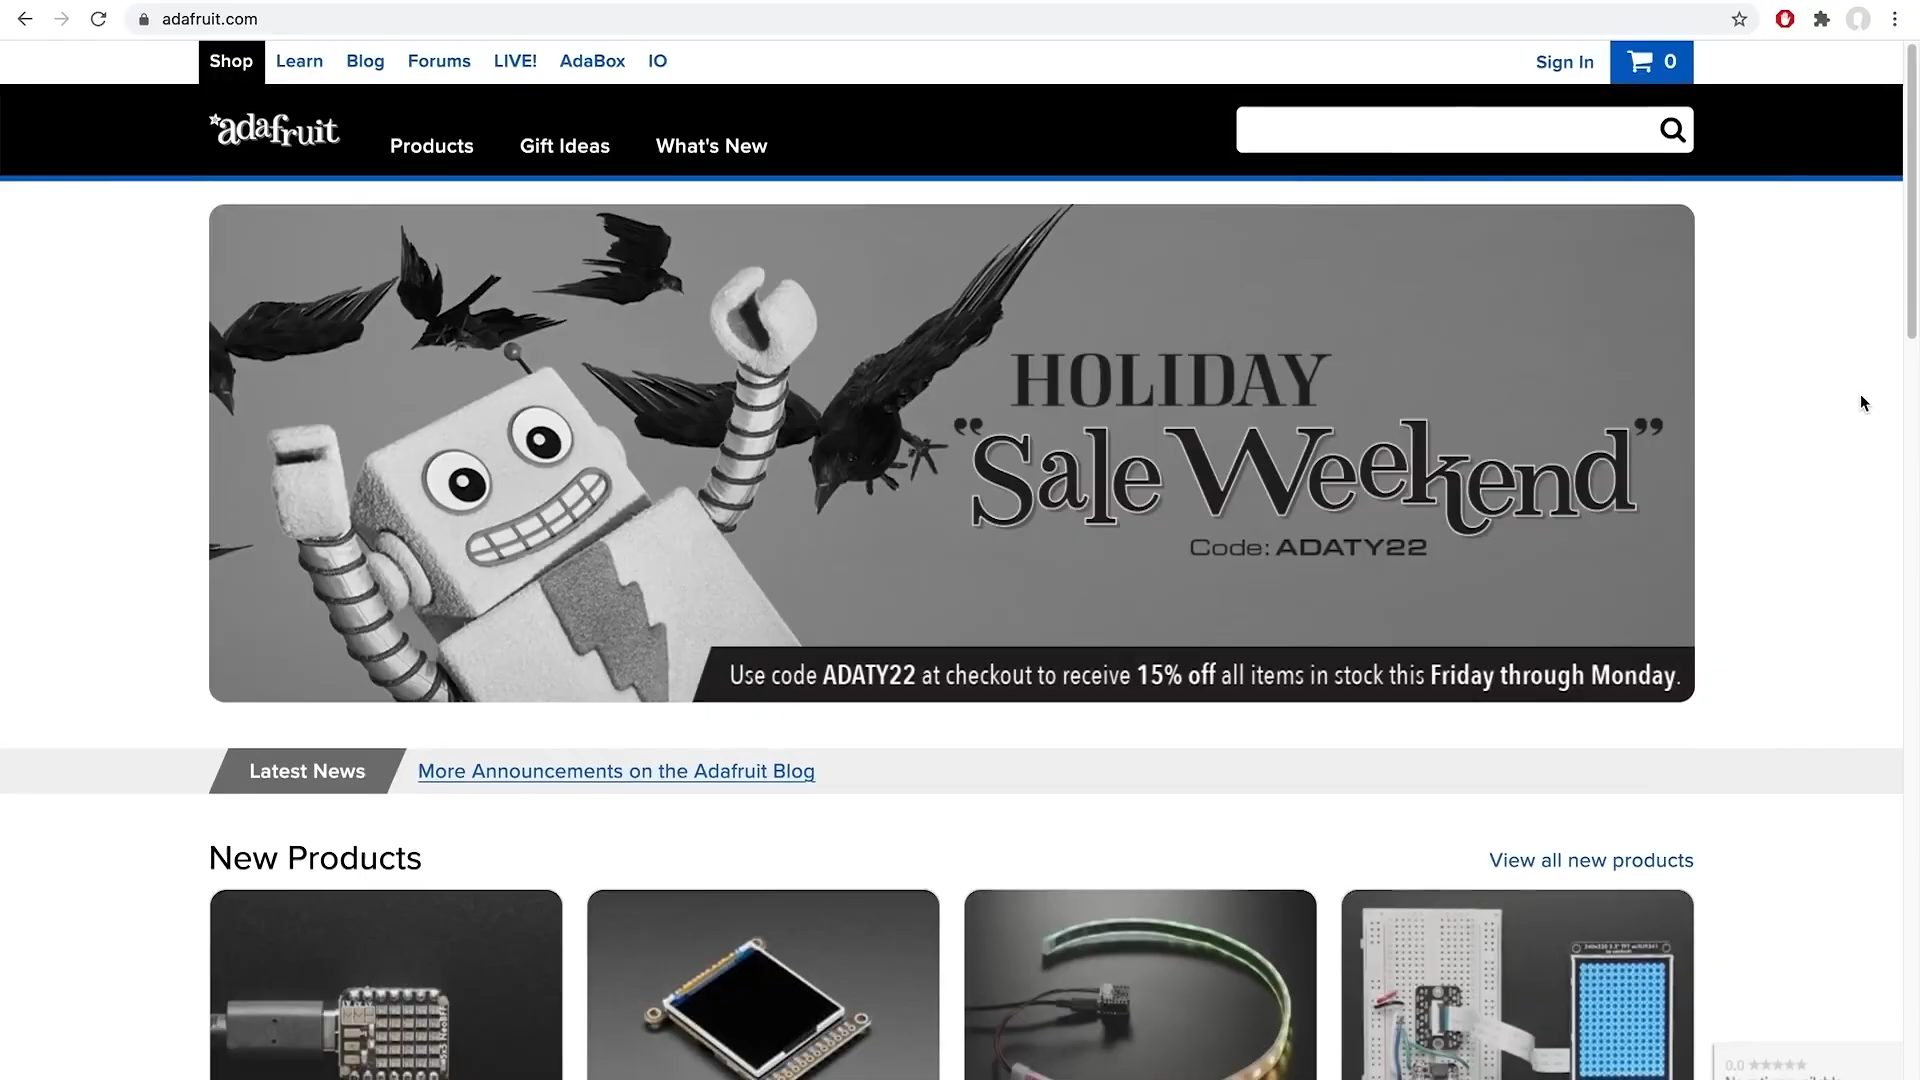 adafruit.com
Shop Learn Blog Forums LIVE! AdaBox IO Sign In 0
adafruit Products Gift Ideas What's New
HOLIDAY
"Sale Weekend"
Code: ADATY22
Use code ADATY22 at checkout to receive 15% off all items in stock this Friday through Monday.
Latest News More Announcements on the Adafruit Blog
New Products View all new products
0.0